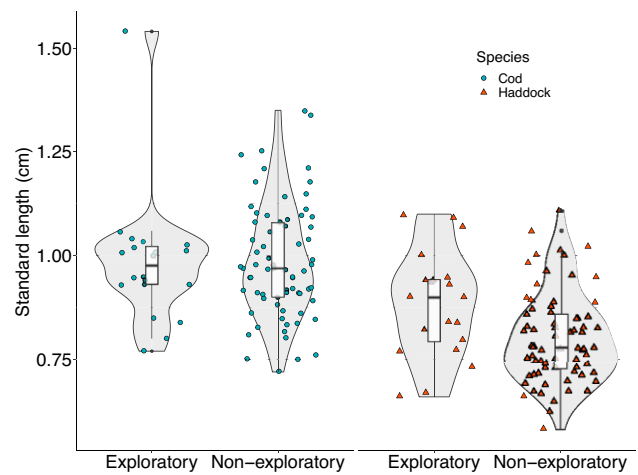 1.50
Species
Cod
Haddock
1.25
Standard length (cm)
1.00
0.75
Exploratory Non−exploratory Exploratory Non−exploratory